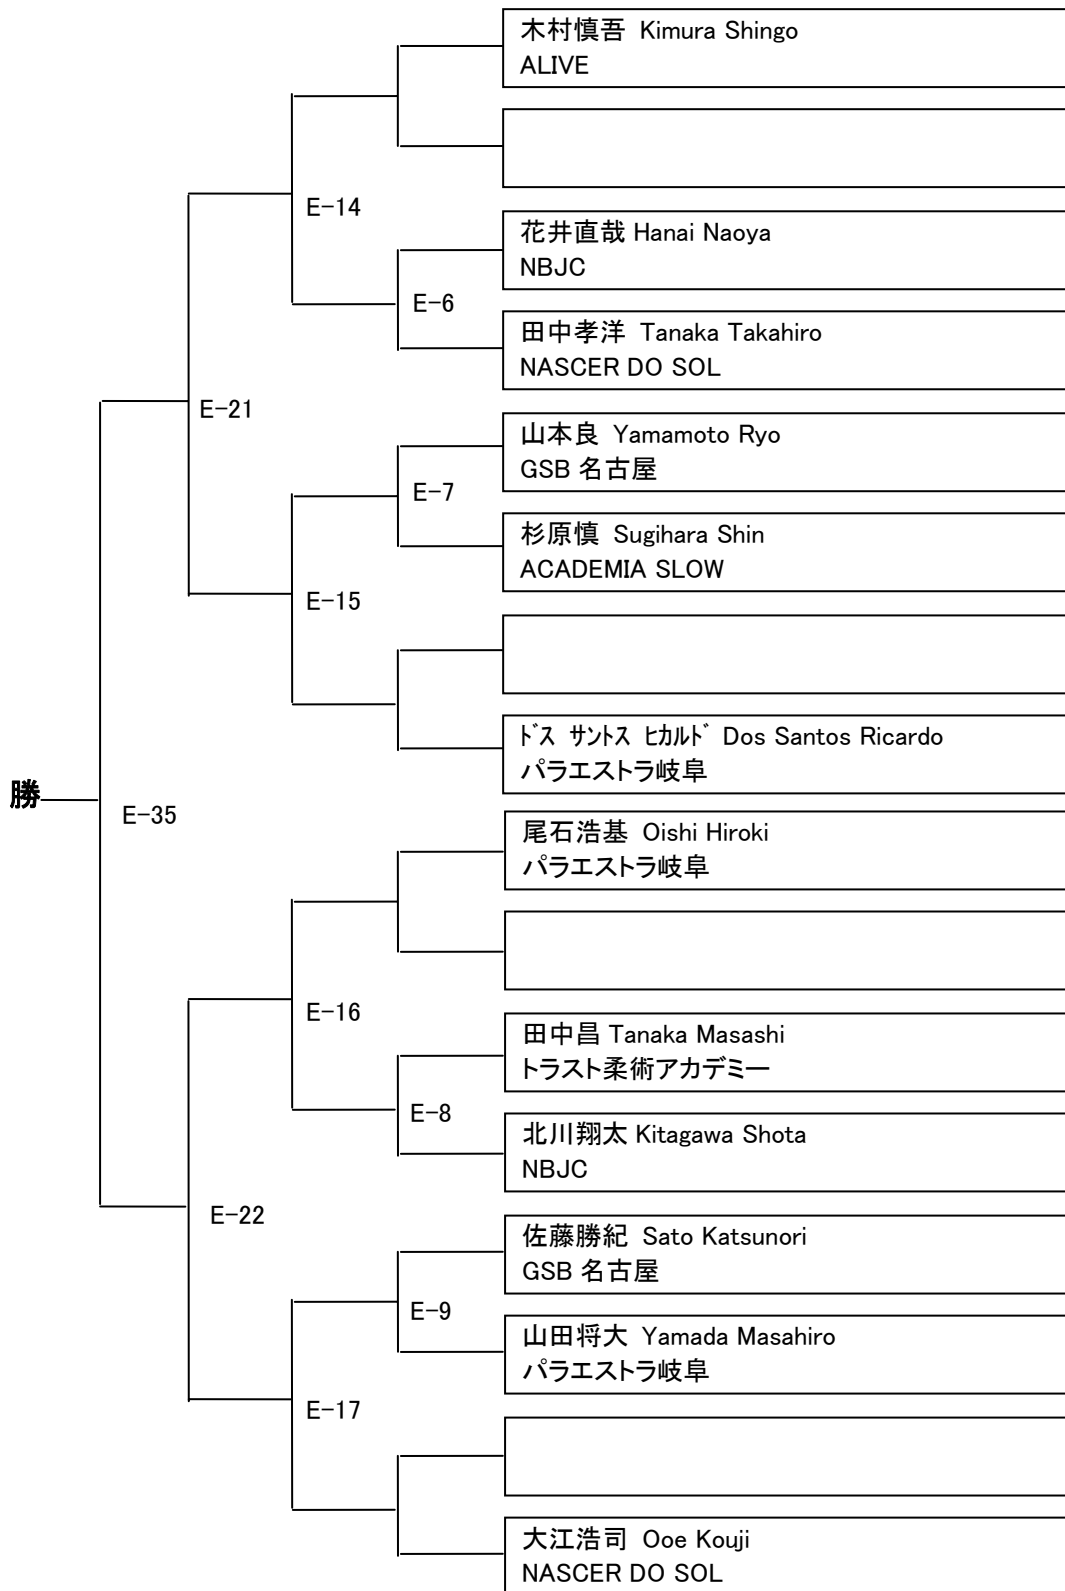 木村慎吾 Kimura Shingo
ALIVE
E-14
花井直哉 Hanai Naoya
NBJC
E-6
田中孝洋 Tanaka Takahiro
NASCER DO SOL
E-21
山本良 Yamamoto Ryo
GSB 名古屋
E-7
杉原慎 Sugihara Shin
ACADEMIA SLOW
E-15
ﾄﾞｽ ｻﾝﾄｽ ﾋｶﾙﾄﾞ Dos Santos Ricardo
パラエストラ岐阜
勝
E-35
尾石浩基 Oishi Hiroki
パラエストラ岐阜
E-16
田中昌 Tanaka Masashi
トラスト柔術アカデミー
E-8
北川翔太 Kitagawa Shota
NBJC
E-22
佐藤勝紀 Sato Katsunori
GSB 名古屋
E-9
山田将大 Yamada Masahiro
パラエストラ岐阜
E-17
大江浩司 Ooe Kouji
NASCER DO SOL